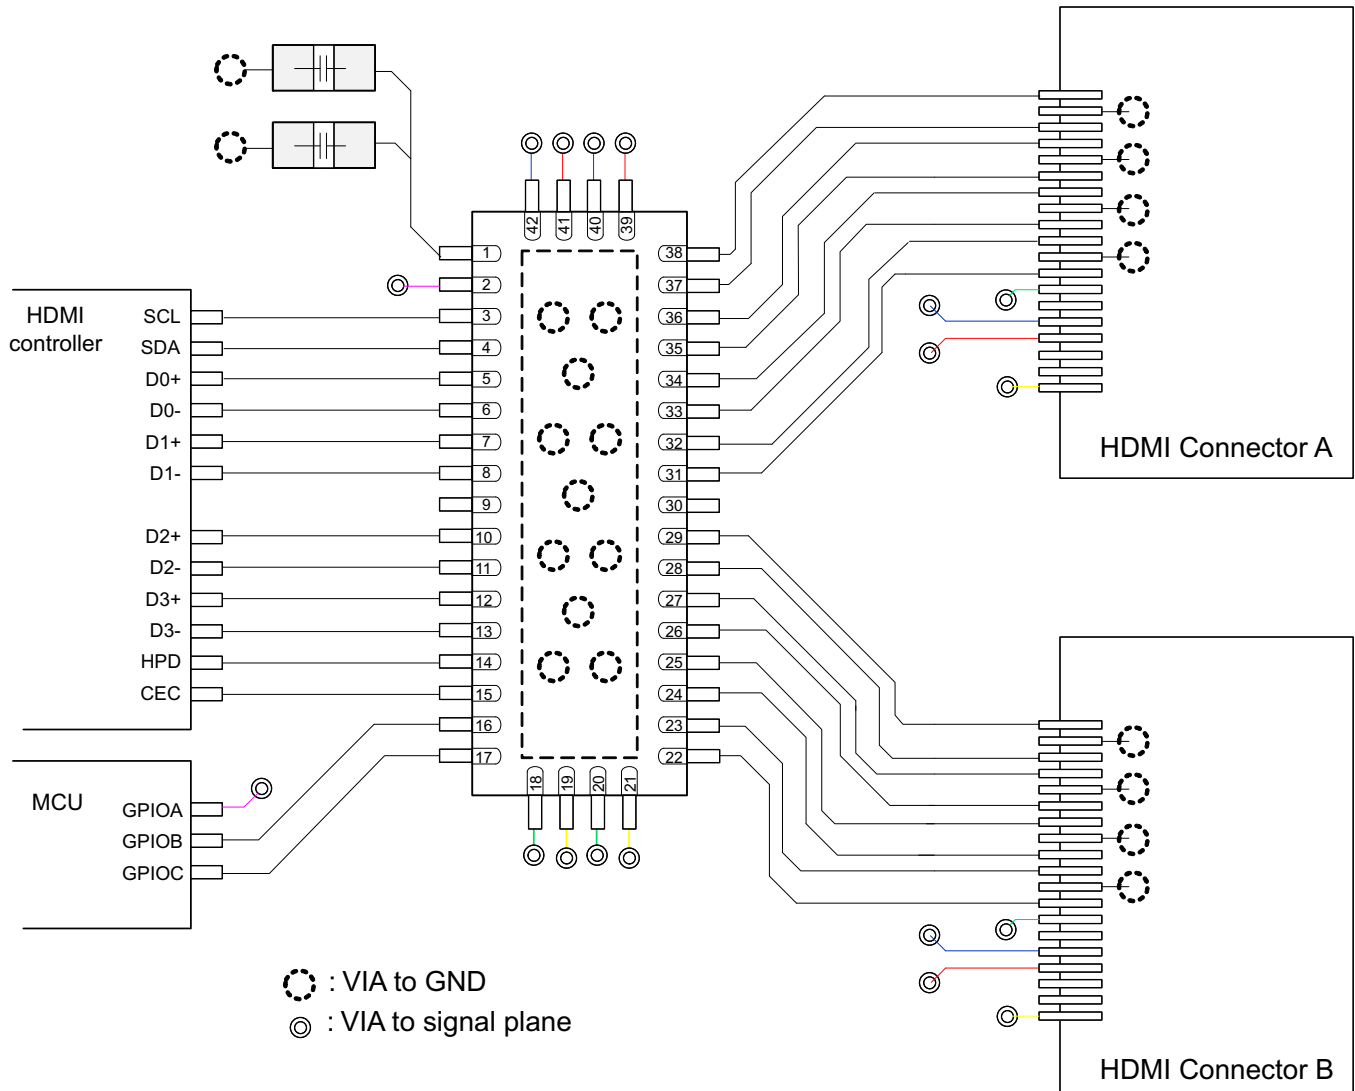 HDMI
controller
SCL
SDA
D0+
D0-
D1+
D1-
D2+
D2-
D3+
D3-
HPD
CEC
MCU
GPIOA
GPIOB
GPIOC
42
41
40
39
1
2
3
4
5
6
7
8
9
10
11
12
13
14
15
16
17
18
19
20
21
38
37
36
35
34
33
32
31
30
29
28
27
26
25
24
23
22
HDMI Connector A
HDMI Connector B
: VIA to GND
: VIA to signal plane